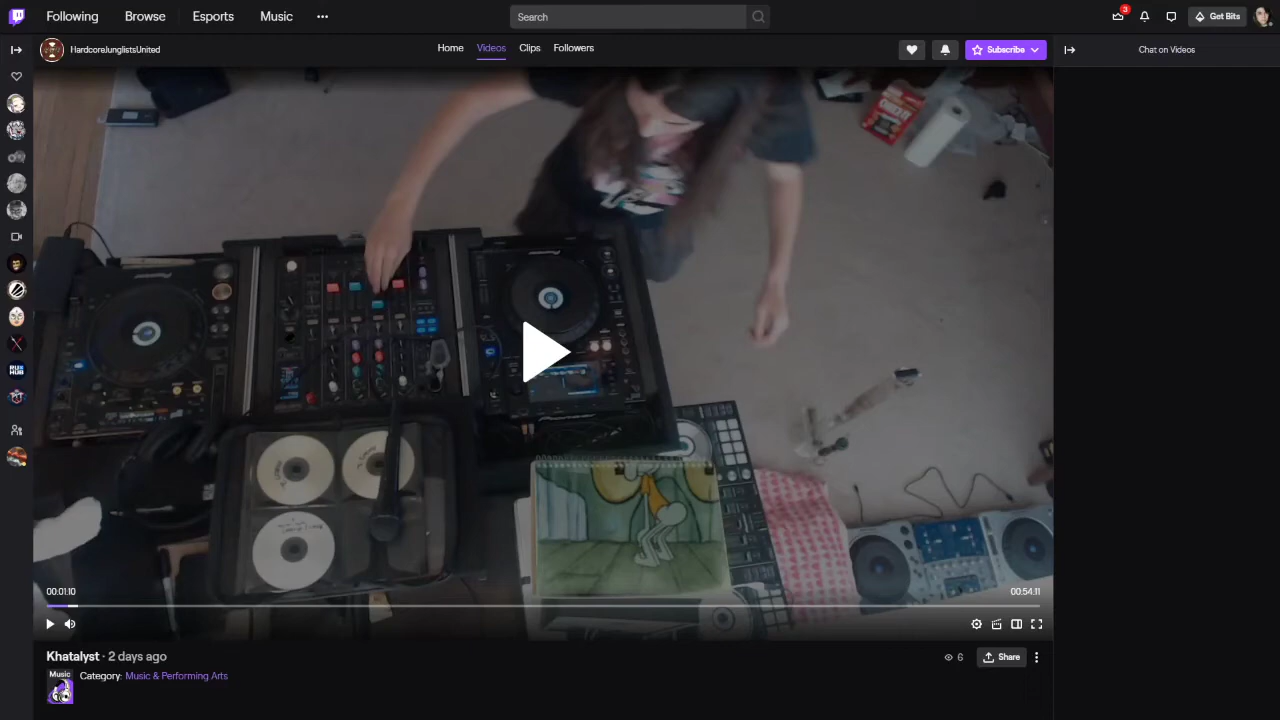 Following
Browse
Esports
Music
Search
3
Get Bits
HardcoreJunglistsUnited
Home
Videos
Clips
Followers
Subscribe
Chat on Videos
00:01:10
00:54:11
Khatalyst · 2 days ago
6
Share
Music
Category: Music & Performing Arts